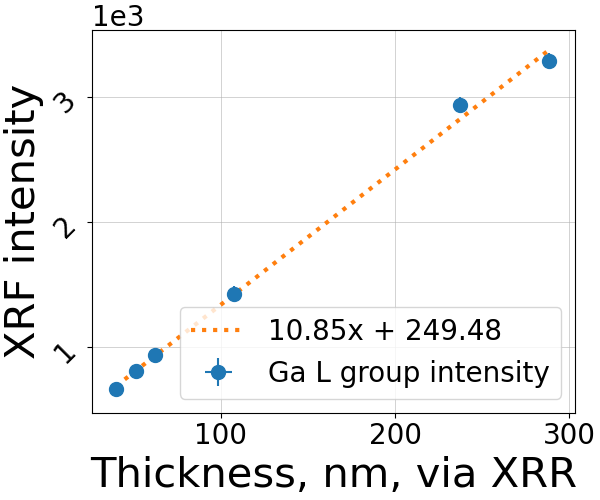 1e3
XRF intensity
3
2
1
10.85x + 249.48
Ga L group intensity
100
200
300
Thickness, nm, via XRR